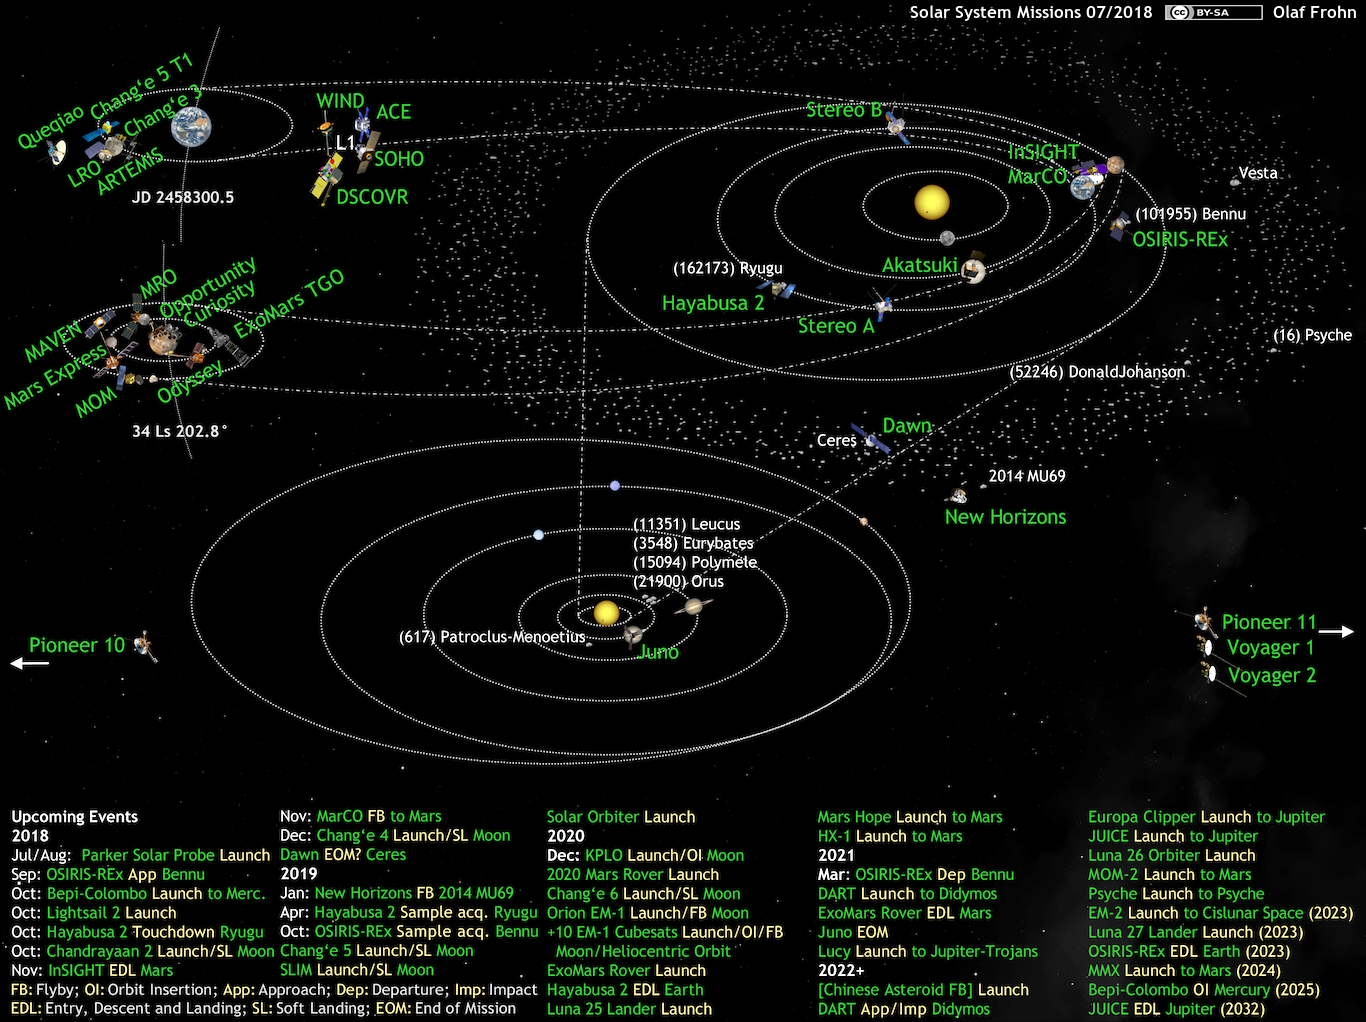 Solar System Missions 07/2018 cc BY-SA Olaf Frohn
Queqiao
Chang‘e 5 T1
Chang‘e 3
LRO
ARTEMIS
JD 2458300.5
WIND
ACE
L1
SOHO
DSCOVR
Stereo B
InSIGHT
MarCO
Vesta
(101955) Bennu
OSIRIS-REx
(162173) Ryugu
Hayabusa 2
Akatsuki
Stereo A
MRO
Opportunity
Curiosity
ExoMars TGO
MAVEN
Mars Express
MOM
Odyssey
34 Ls 202.8°
(16) Psyche
(52246) DonaldJohanson
Ceres
Dawn
2014 MU69
New Horizons
(11351) Leucus
(3548) Eurybates
(15094) Polymele
(21900) Orus
(617) Patroclus-Menoetius
Juno
Pioneer 10
Pioneer 11
Voyager 1
Voyager 2
Upcoming Events
2018
Jul/Aug: Parker Solar Probe Launch
Sep: OSIRIS-REx App Bennu
Oct: Bepi-Colombo Launch to Merc.
Oct: Lightsail 2 Launch
Oct: Hayabusa 2 Touchdown Ryugu
Oct: Chandrayaan 2 Launch/SL Moon
Nov: InSIGHT EDL Mars
Nov: MarCO FB to Mars
Dec: Chang‘e 4 Launch/SL Moon
Dawn EOM? Ceres
2019
Jan: New Horizons FB 2014 MU69
Apr: Hayabusa 2 Sample acq. Ryugu
Oct: OSIRIS-REx Sample acq. Bennu
Chang‘e 5 Launch/SL Moon
SLIM Launch/SL Moon
FB: Flyby; OI: Orbit Insertion; App: Approach; Dep: Departure; Imp: Impact
EDL: Entry, Descent and Landing; SL: Soft Landing; EOM: End of Mission
Solar Orbiter Launch
2020
Dec: KPLO Launch/OI Moon
2020 Mars Rover Launch
Chang‘e 6 Launch/SL Moon
Orion EM-1 Launch/FB Moon
+10 EM-1 Cubesats Launch/OI/FB
Moon/Heliocentric Orbit
ExoMars Rover Launch
Hayabusa 2 EDL Earth
Luna 25 Lander Launch
Mars Hope Launch to Mars
HX-1 Launch to Mars
2021
Mar: OSIRIS-REx Dep Bennu
DART Launch to Didymos
ExoMars Rover EDL Mars
Juno EOM
Lucy Launch to Jupiter-Trojans
2022+
[Chinese Asteroid FB] Launch
DART App/Imp Didymos
Europa Clipper Launch to Jupiter
JUICE Launch to Jupiter
Luna 26 Orbiter Launch
MOM-2 Launch to Mars
Psyche Launch to Psyche
EM-2 Launch to Cislunar Space (2023)
Luna 27 Lander Launch (2023)
OSIRIS-REx EDL Earth (2023)
MMX Launch to Mars (2024)
Bepi-Colombo OI Mercury (2025)
JUICE EDL Jupiter (2032)